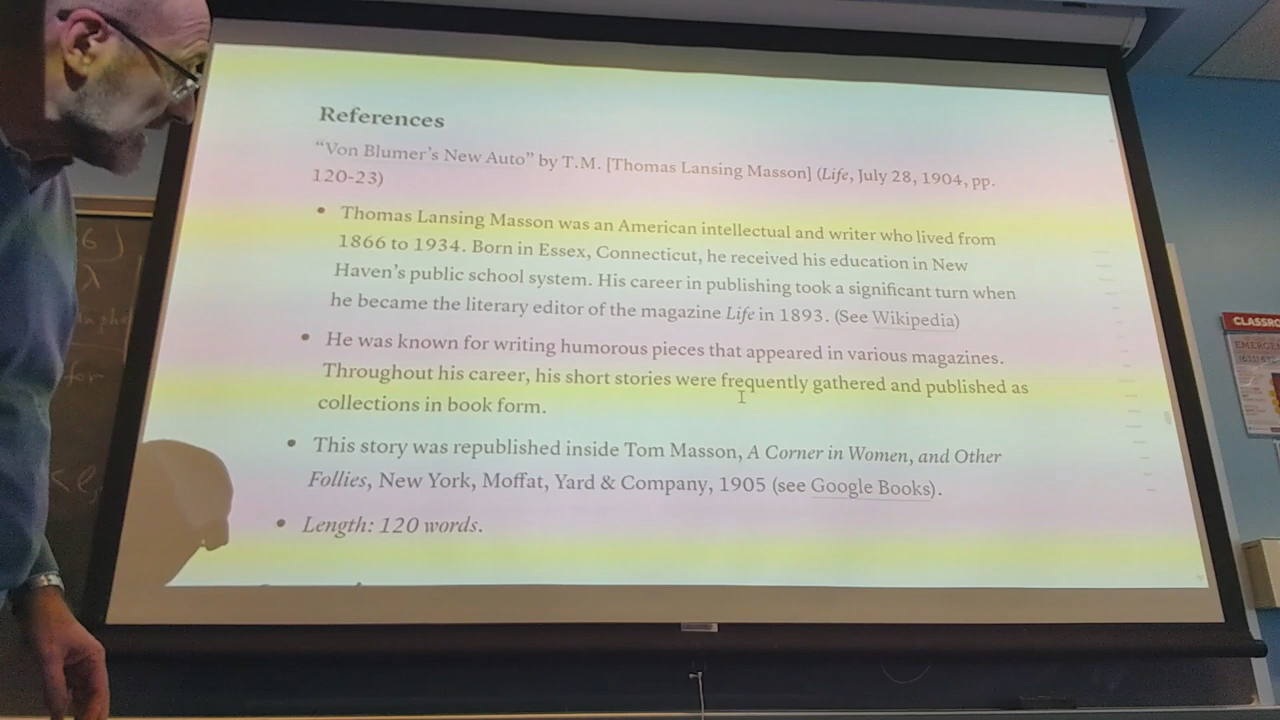 References
“Von Blumer’s New Auto” by T.M. [Thomas Lansing Masson] (Life, July 28, 1904, pp.
120-23)
• Thomas Lansing Masson was an American intellectual and writer who lived from
1866 to 1934. Born in Essex, Connecticut, he received his education in New
Haven’s public school system. His career in publishing took a significant turn when
he became the literary editor of the magazine Life in 1893. (See Wikipedia)
• He was known for writing humorous pieces that appeared in various magazines.
Throughout his career, his short stories were frequently gathered and published as
collections in book form.
• This story was republished inside Tom Masson, A Corner in Women, and Other
Follies, New York, Moffat, Yard & Company, 1905 (see Google Books).
• Length: 120 words.
6)
λ
for
CLASSRO
EMERGEN